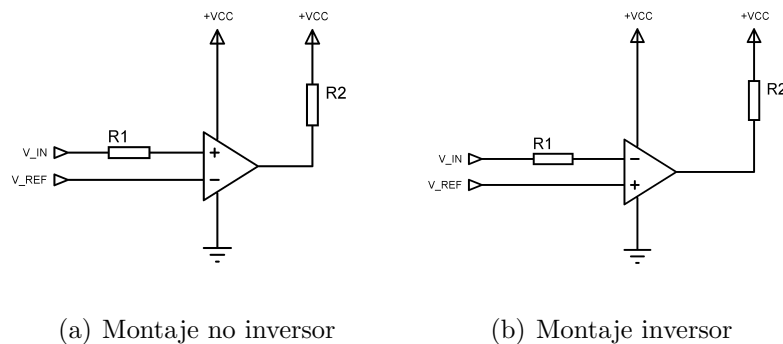 +VCC
+VCC
R2
R1
V_IN
+
V_REF
−
+VCC
+VCC
R2
R1
V_IN
−
V_REF
+
(a) Montaje no inversor
(b) Montaje inversor